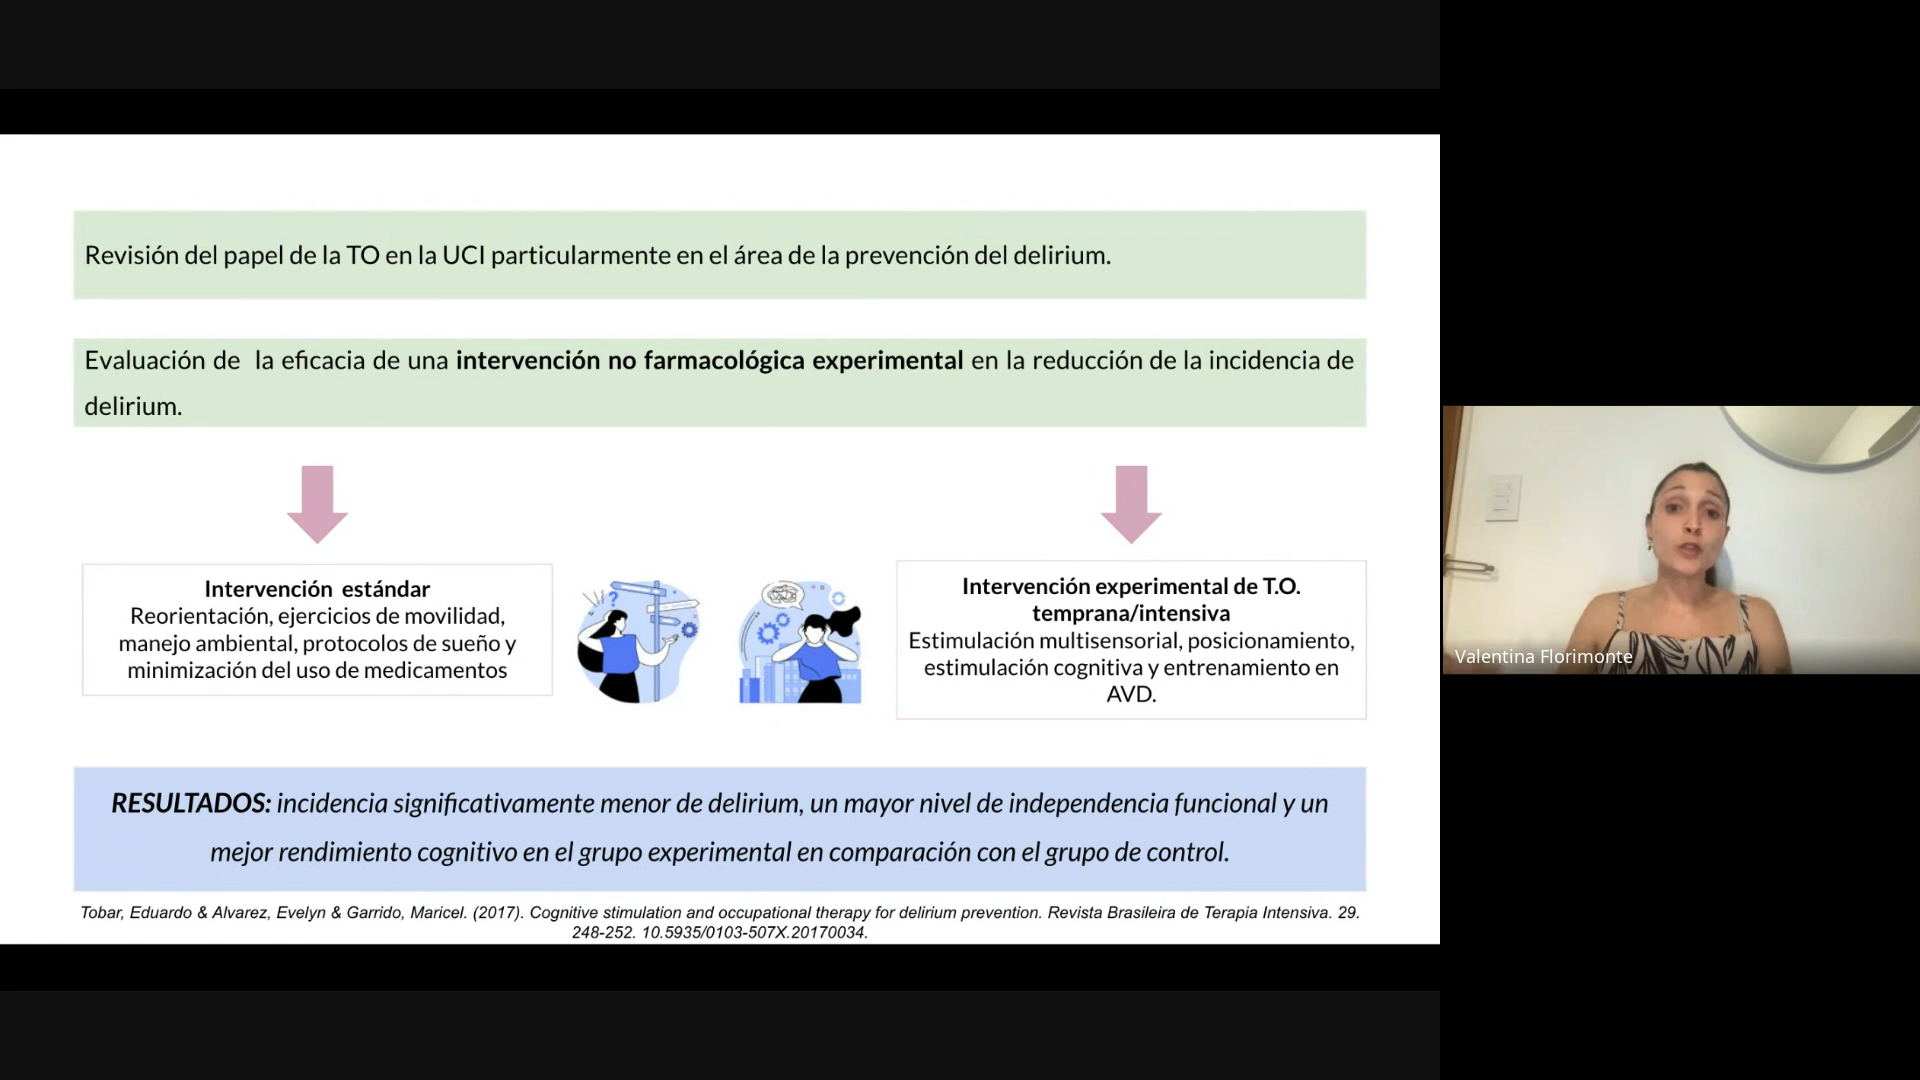 Revisión del papel de la TO en la UCI particularmente en el área de la prevención del delirium.
Evaluación de la eficacia de una intervención no farmacológica experimental en la reducción de la incidencia de
delirium.
Intervención estándar
Reorientación, ejercicios de movilidad,
manejo ambiental, protocolos de sueño y
minimización del uso de medicamentos
?
Intervención experimental de T.O.
temprana/intensiva
Estimulación multisensorial, posicionamiento,
estimulación cognitiva y entrenamiento en
AVD.
RESULTADOS: incidencia significativamente menor de delirium, un mayor nivel de independencia funcional y un
mejor rendimiento cognitivo en el grupo experimental en comparación con el grupo de control.
Tobar, Eduardo & Alvarez, Evelyn & Garrido, Maricel. (2017). Cognitive stimulation and occupational therapy for delirium prevention. Revista Brasileira de Terapia Intensiva. 29.
248-252. 10.5935/0103-507X.20170034.
Valentina Florimonte